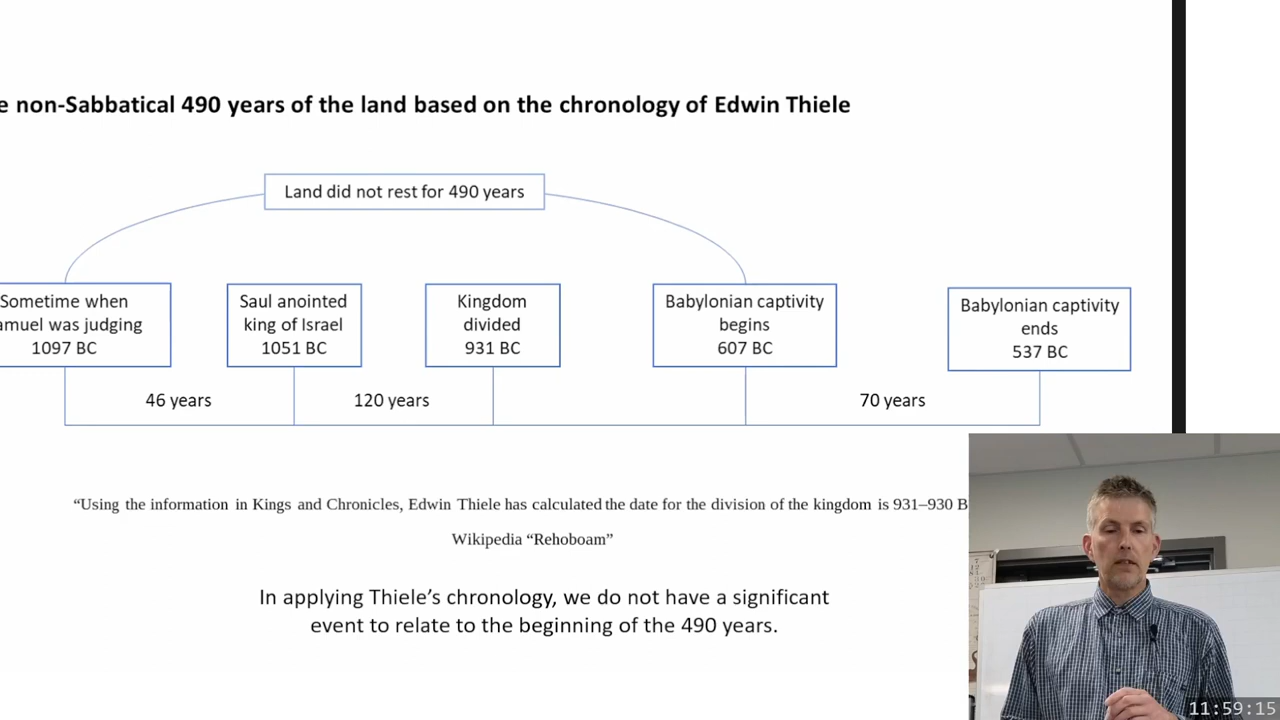 e non-Sabbatical 490 years of the land based on the chronology of Edwin Thiele
Land did not rest for 490 years
Sometime when
amuel was judging
1097 BC
Saul anointed
king of Israel
1051 BC
Kingdom
divided
931 BC
Babylonian captivity
begins
607 BC
Babylonian captivity
ends
537 BC
46 years
120 years
70 years
“Using the information in Kings and Chronicles, Edwin Thiele has calculated the date for the division of the kingdom is 931–930 B
Wikipedia “Rehoboam”
In applying Thiele’s chronology, we do not have a significant
event to relate to the beginning of the 490 years.
11:59:15